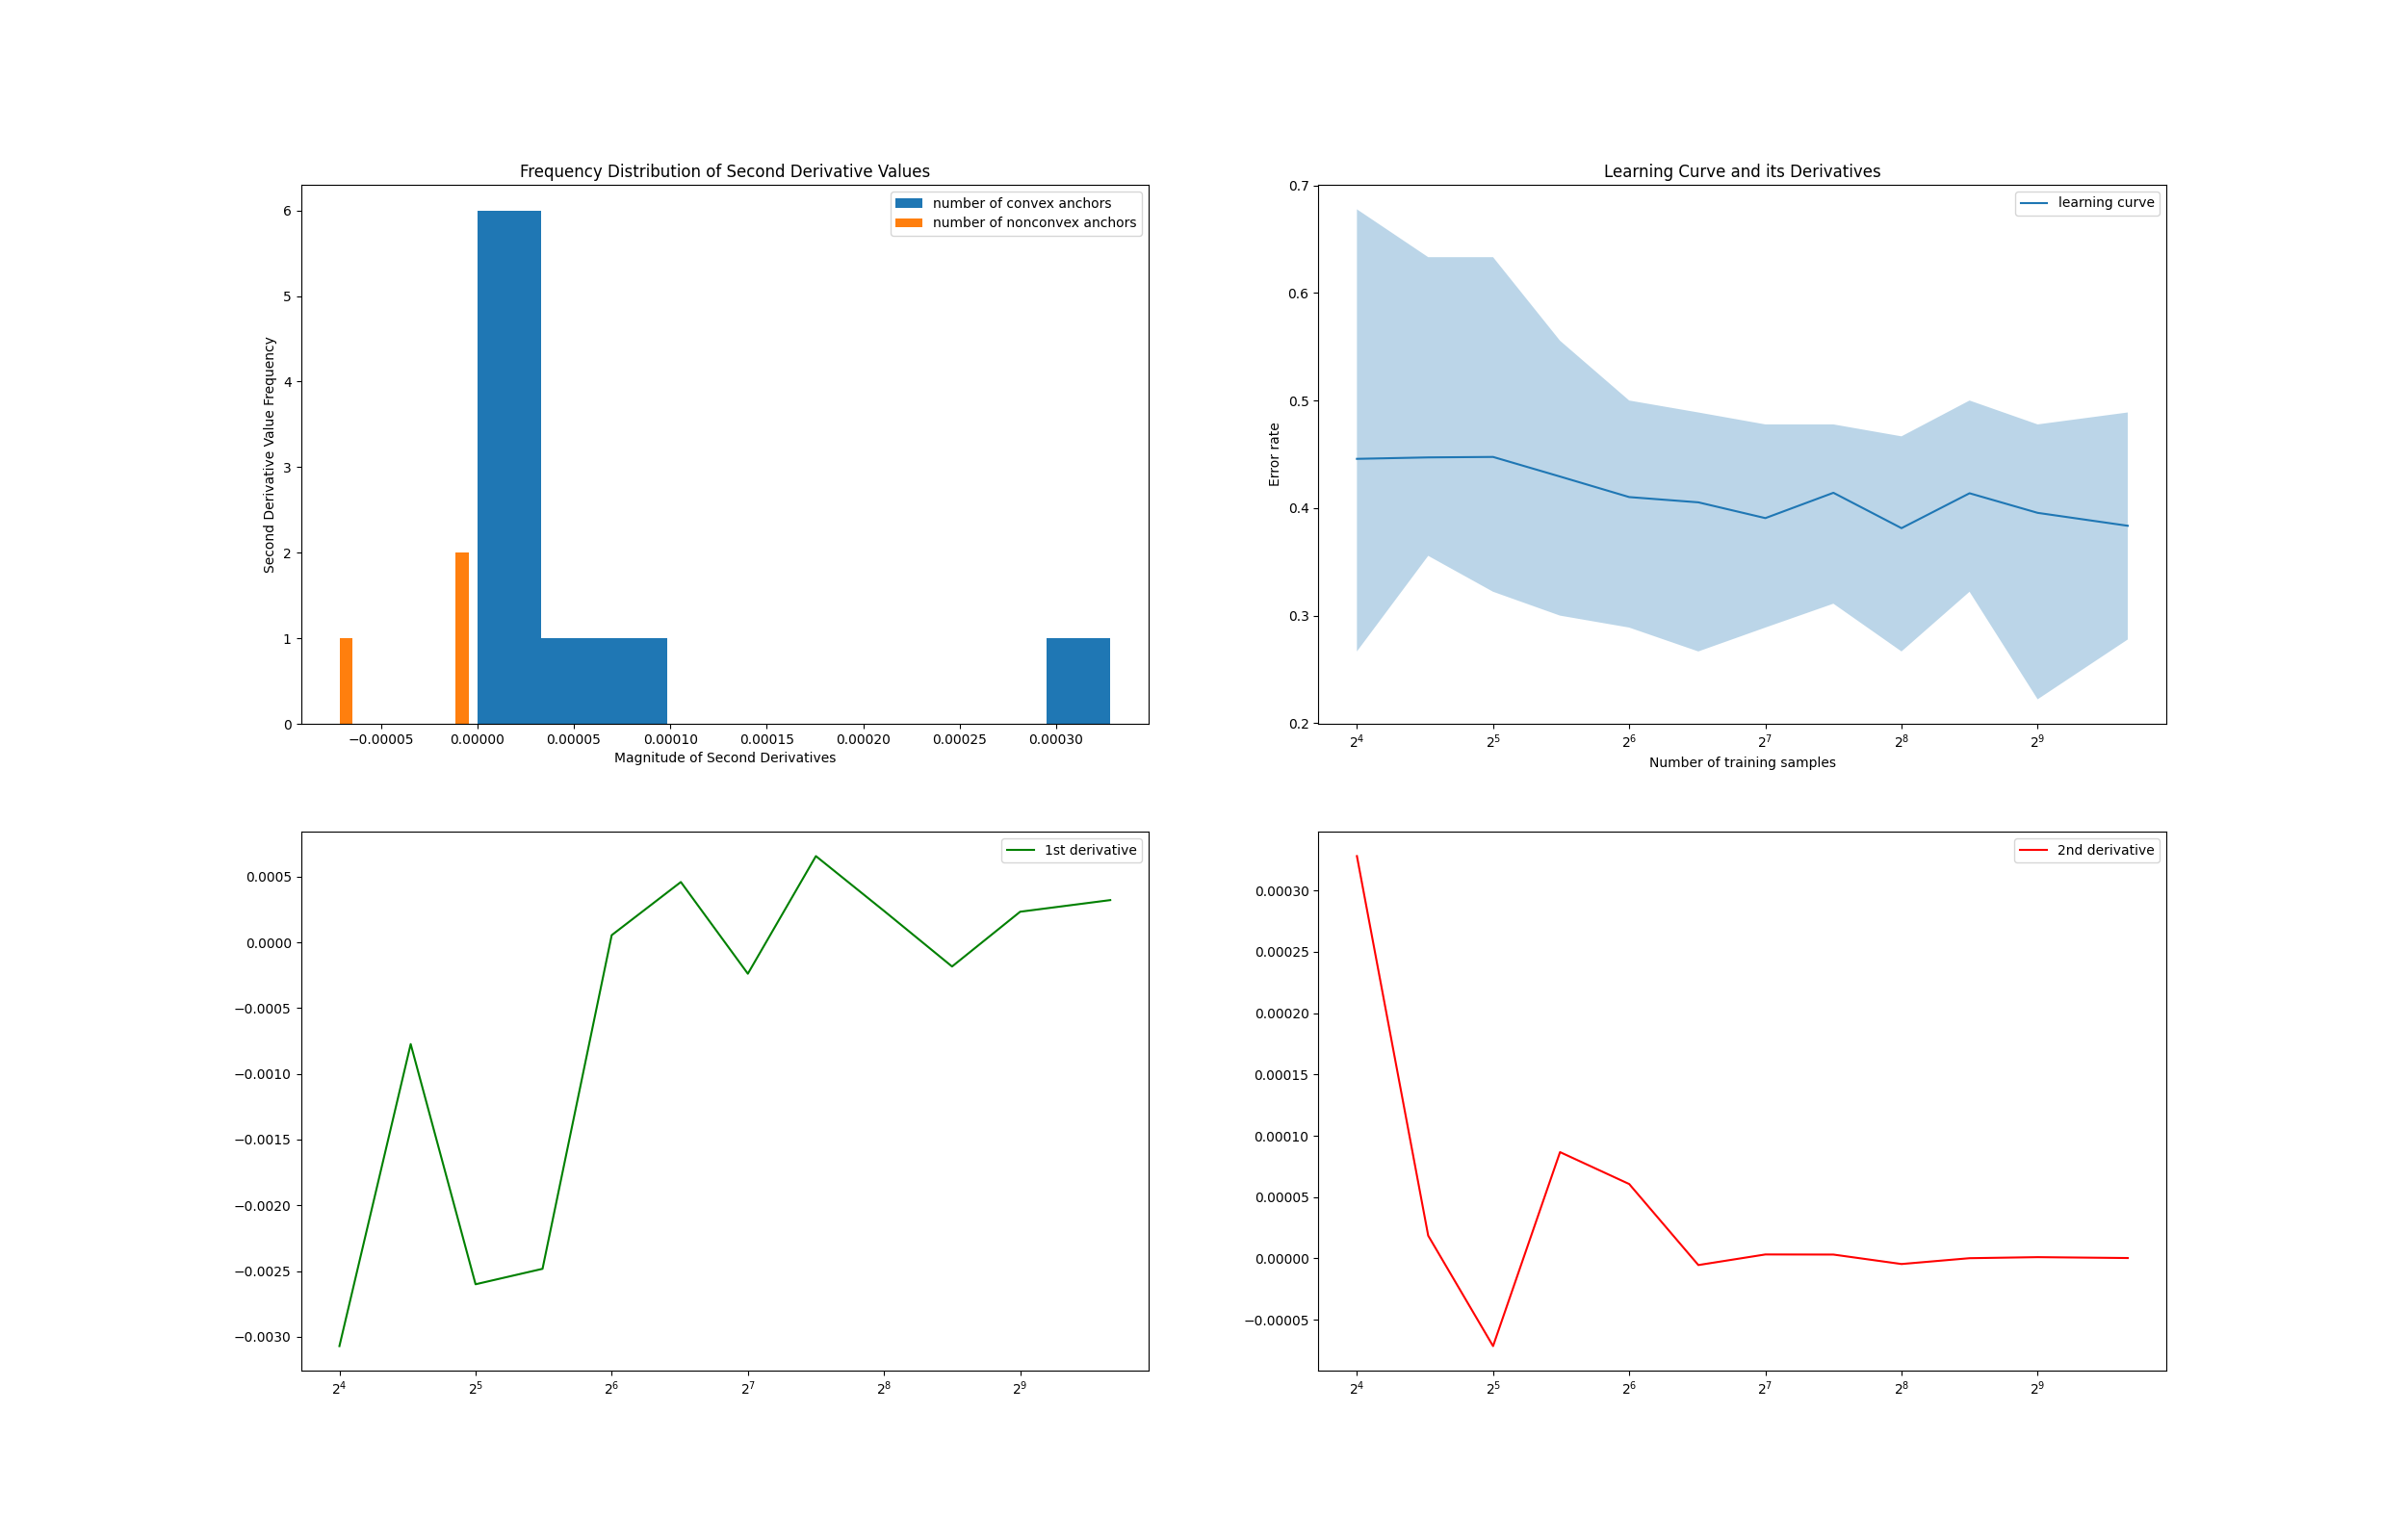 Frequency Distribution of Second Derivative Values
number of convex anchors
number of nonconvex anchors
Second Derivative Value Frequency
6
5
4
3
2
1
0
−0.00005 0.00000 0.00005 0.00010 0.00015 0.00020 0.00025 0.00030
Magnitude of Second Derivatives
Learning Curve and its Derivatives
learning curve
Error rate
0.7
0.6
0.5
0.4
0.3
0.2
2⁴ 2⁵ 2⁶ 2⁷ 2⁸ 2⁹
Number of training samples
1st derivative
0.0005
0.0000
−0.0005
−0.0010
−0.0015
−0.0020
−0.0025
−0.0030
2⁴ 2⁵ 2⁶ 2⁷ 2⁸ 2⁹
2nd derivative
0.00030
0.00025
0.00020
0.00015
0.00010
0.00005
0.00000
−0.00005
2⁴ 2⁵ 2⁶ 2⁷ 2⁸ 2⁹